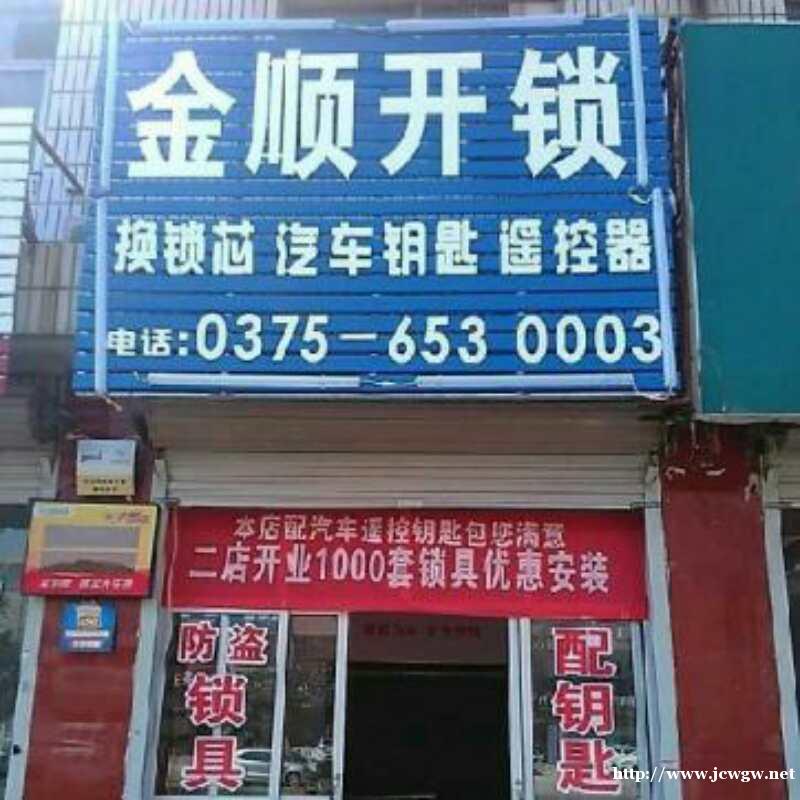 金顺开锁
换锁芯 汽车钥匙 遥控器
电话:0375-653 0003
本店配汽车遥控钥匙包您满意
二店开业1000套锁具优惠安装
防盗
锁具
配钥匙
http://www.jcwgw.net